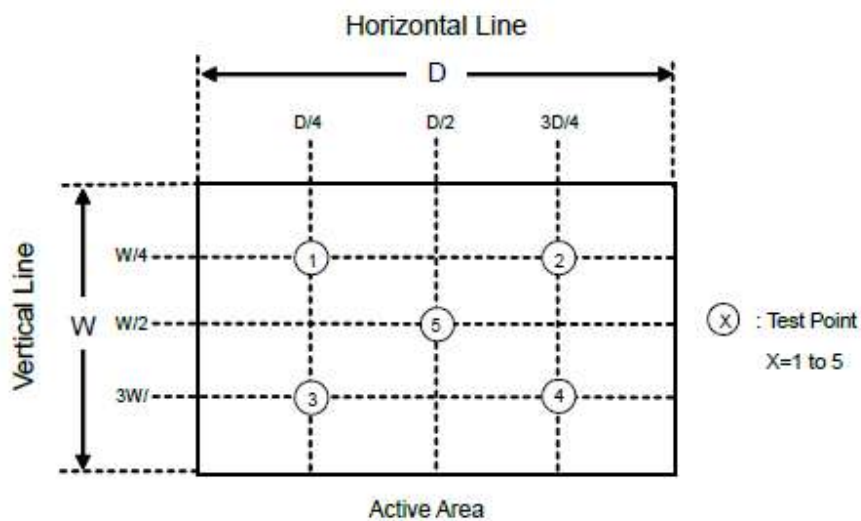 Horizontal Line
D
D/4 D/2 3D/4
Vertical Line
W
W/4
W/2
3W/
1 2
5
3 4
X : Test Point
X=1 to 5
Active Area